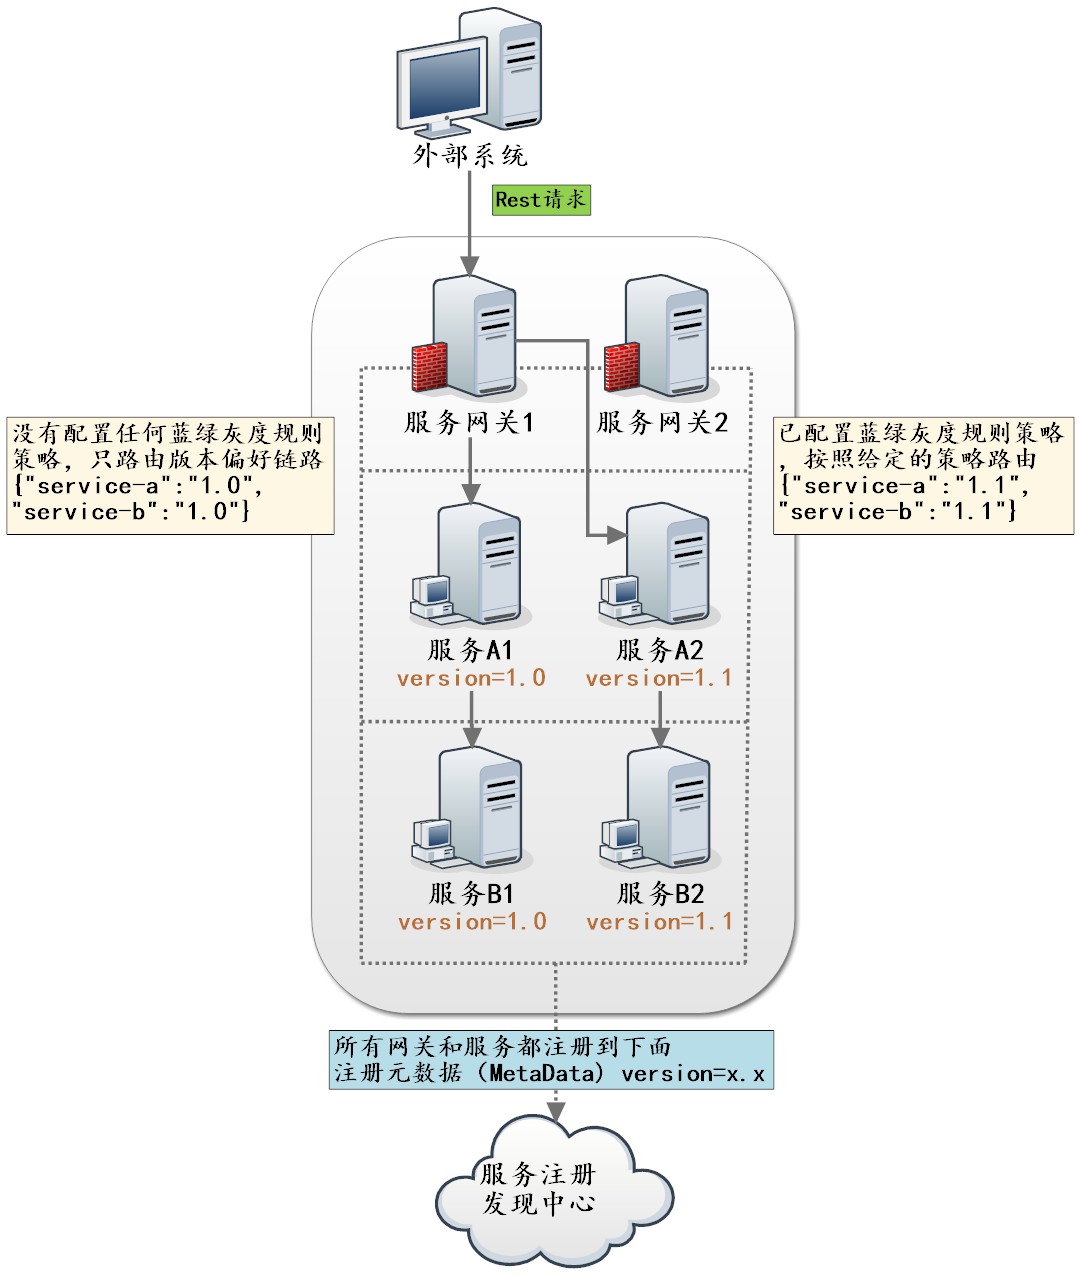 外部系统
Rest请求
服务网关1
服务网关2
没有配置任何蓝绿灰度规则
策略，只路由版本偏好链路
{"service-a":"1.0",
"service-b":"1.0"}
已配置蓝绿灰度规则策略
，按照给定的策略路由
{"service-a":"1.1",
"service-b":"1.1"}
服务A1
version=1.0
服务A2
version=1.1
服务B1
version=1.0
服务B2
version=1.1
所有网关和服务都注册到下面
注册元数据（MetaData）version=x.x
服务注册
发现中心